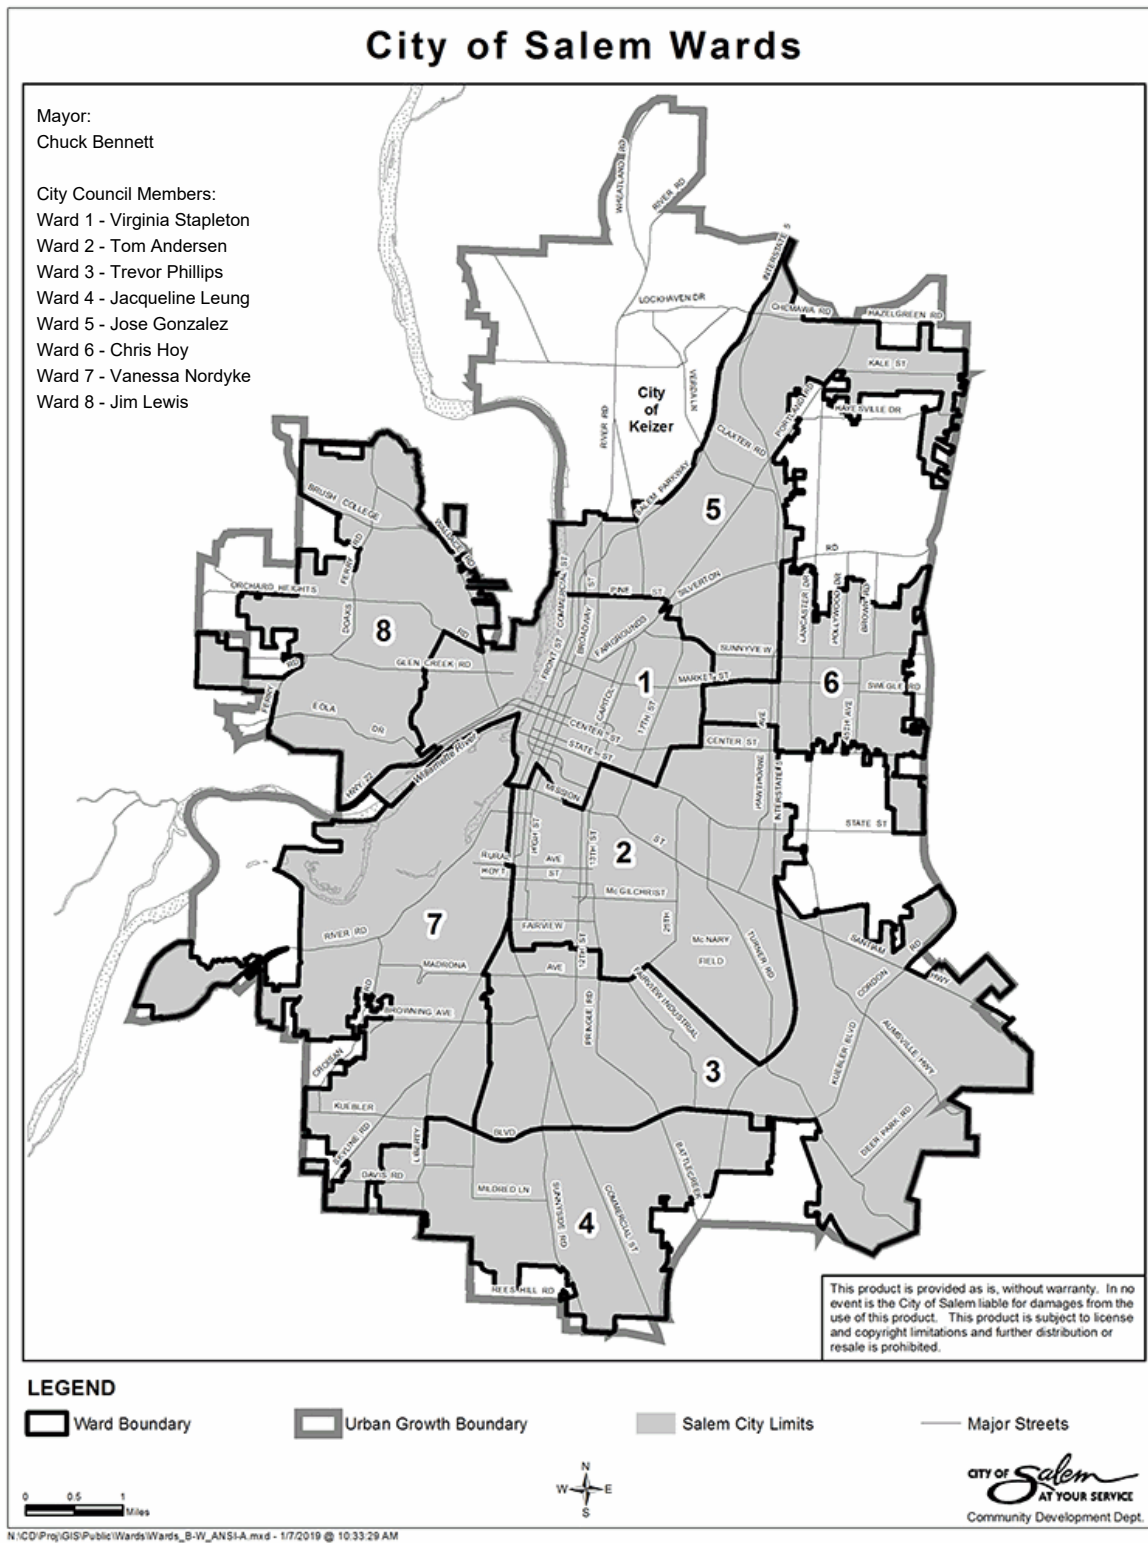 City of Salem Wards
Mayor:
Chuck Bennett
City Council Members:
Ward 1 - Virginia Stapleton
Ward 2 - Tom Andersen
Ward 3 - Trevor Phillips
Ward 4 - Jacqueline Leung
Ward 5 - Jose Gonzalez
Ward 6 - Chris Hoy
Ward 7 - Vanessa Nordyke
Ward 8 - Jim Lewis
WHEATLAND RD
RIVER RD
INTERSTATE 5
LOCKHAVEN DR
CHEMAWA RD
HAZELGREEN RD
KALE ST
VERDA LN
City
of
Keizer
RIVER RD
PORTLAND RD
HAYESVILLE DR
CLAXTER RD
SALEM PARKWAY
5
BRUSH COLLEGE
RD
WALLACE RD
ORCHARD HEIGHTS
RD
DOAKS
FERRY
RD
8
GLEN CREEK RD
RD
FERRY
EOLA
DR
HWY 22
Willamette River
COMMERCIAL ST
FRONT ST
BROADWAY
ST
PINE
ST
SILVERTON
RD
FAIRGROUNDS
LANCASTER DR
HOLLYWOOD DR
BROWN RD
SUNNYVIEW
1
MARKET ST
CAPITOL
17TH ST
6
SWEGLE RD
45TH AVE
CENTER ST
STATE ST
CENTER ST
HAWTHORNE
AVE
INTERSTATE 5
STATE ST
MISSION
ST
HIGH ST
13TH ST
2
RURAL
AVE
HOYT
ST
McGILCHRIST
25TH
FAIRVIEW
12TH ST
McNARY
FIELD
TURNER RD
SANTIAM
HWY
CORDON
RD
7
RIVER RD
MADRONA
AVE
FAIRVIEW INDUSTRIAL
PRINGLE RD
RD
BROWNING AVE
CROISAN
KUEBLER BLVD
AUMSVILLE HWY
3
KUEBLER
BLVD
SKYLINE RD
LIBERTY
DEER PARK RD
DAVIS RD
MILDRED LN
SUNNYSIDE RD
COMMERCIAL ST
BATTLECREEK
4
REES HILL RD
This product is provided as is, without warranty. In no
event is the City of Salem liable for damages from the
use of this product. This product is subject to license
and copyright limitations and further distribution or
resale is prohibited.
LEGEND
Ward Boundary
Urban Growth Boundary
Salem City Limits
Major Streets
0 0.5 1
Miles
N
W E
S
CITY OF Salem
AT YOUR SERVICE
Community Development Dept.
N:\CD\Proj\GIS\Public\Wards\Wards_B-W_ANSI-A.mxd - 1/7/2019 @ 10:33:29 AM